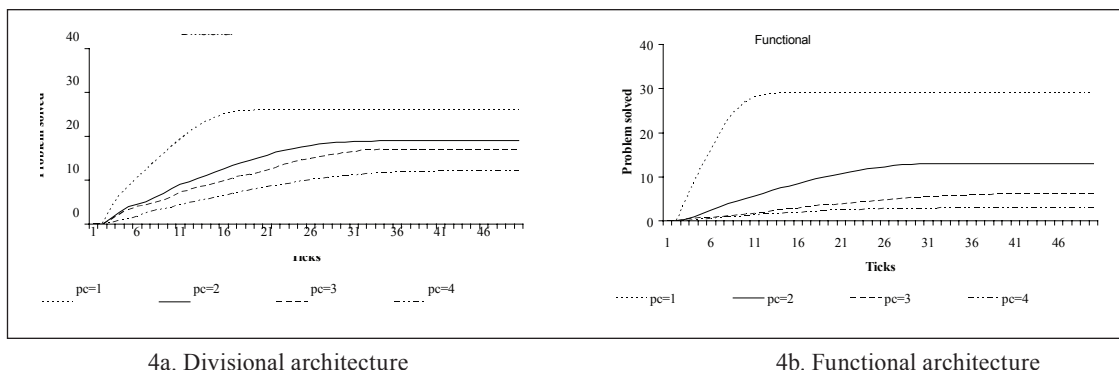 Functional
40
30
20
10
0
Problem solved
1 6 11 16 21 26 31 36 41 46
pc=1 pc=2 pc=3 pc=4
40
30
20
10
0
Problem solved
1 6 11 16 21 26 31 36 41 46
Ticks
pc=1 pc=2 pc=3 pc=4
4a. Divisional architecture
4b. Functional architecture